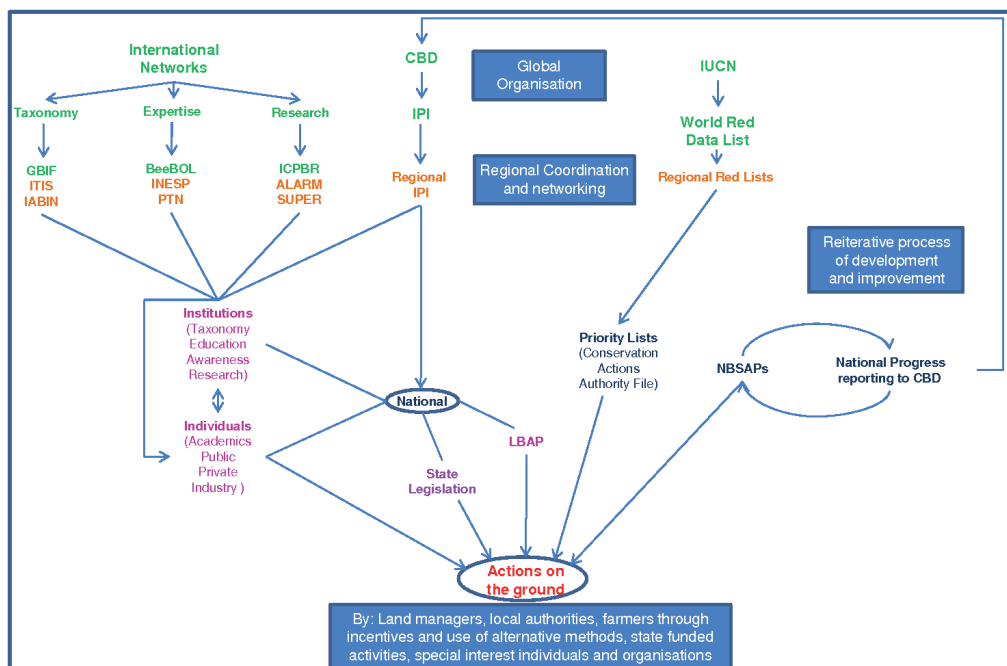 International
Networks
Taxonomy
Expertise
Research
GBIF
ITIS
IABIN
BeeBOL
INESP
PTN
ICPBR
ALARM
SUPER
CBD
IPI
Regional
IPI
Global
Organisation
Regional Coordination
and networking
IUCN
World Red
Data List
Regional Red Lists
Reiterative process
of development
and improvement
Institutions
(Taxonomy
Education
Awareness
Research)
Individuals
(Academics
Public
Private
Industry )
National
State
Legislation
LBAP
Priority Lists
(Conservation
Actions
Authority File)
NBSAPs
National Progress
reporting to CBD
Actions on
the ground
By: Land managers, local authorities, farmers through
incentives and use of alternative methods, state funded
activities, special interest individuals and organisations